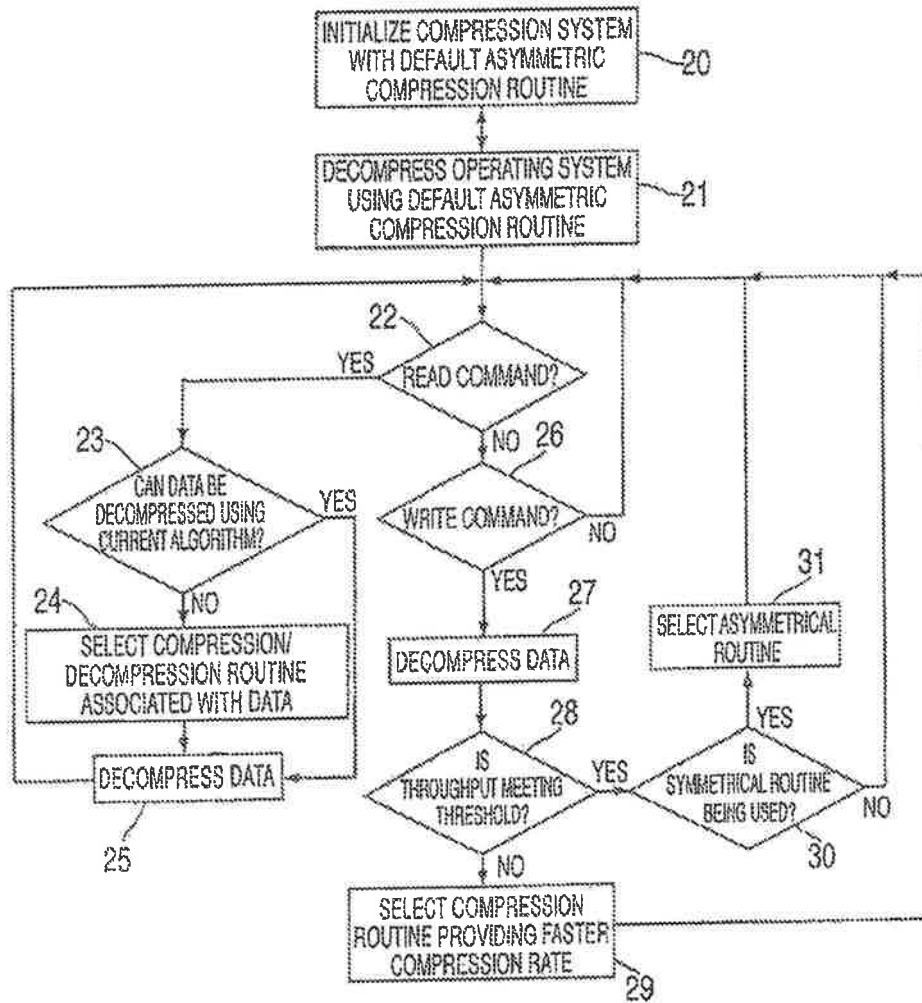 INITIALIZE COMPRESSION SYSTEM
WITH DEFAULT ASYMMETRIC
COMPRESSION ROUTINE
20
DECOMPRESS OPERATING SYSTEM
USING DEFAULT ASYMMETRIC
COMPRESSION ROUTINE
21
22
YES
READ COMMAND?
NO
23
CAN DATA BE
DECOMPRESSED USING
CURRENT ALGORITHM?
YES
NO
24
SELECT COMPRESSION/
DECOMPRESSION ROUTINE
ASSOCIATED WITH DATA
DECOMPRESS DATA
25
26
WRITE COMMAND?
NO
YES
27
DECOMPRESS DATA
28
IS
THROUGHPUT MEETING
THRESHOLD?
YES
NO
SELECT COMPRESSION
ROUTINE PROVIDING FASTER
COMPRESSION RATE
29
31
SELECT ASYMMETRICAL
ROUTINE
YES
IS
SYMMETRICAL ROUTINE
BEING USED?
NO
30